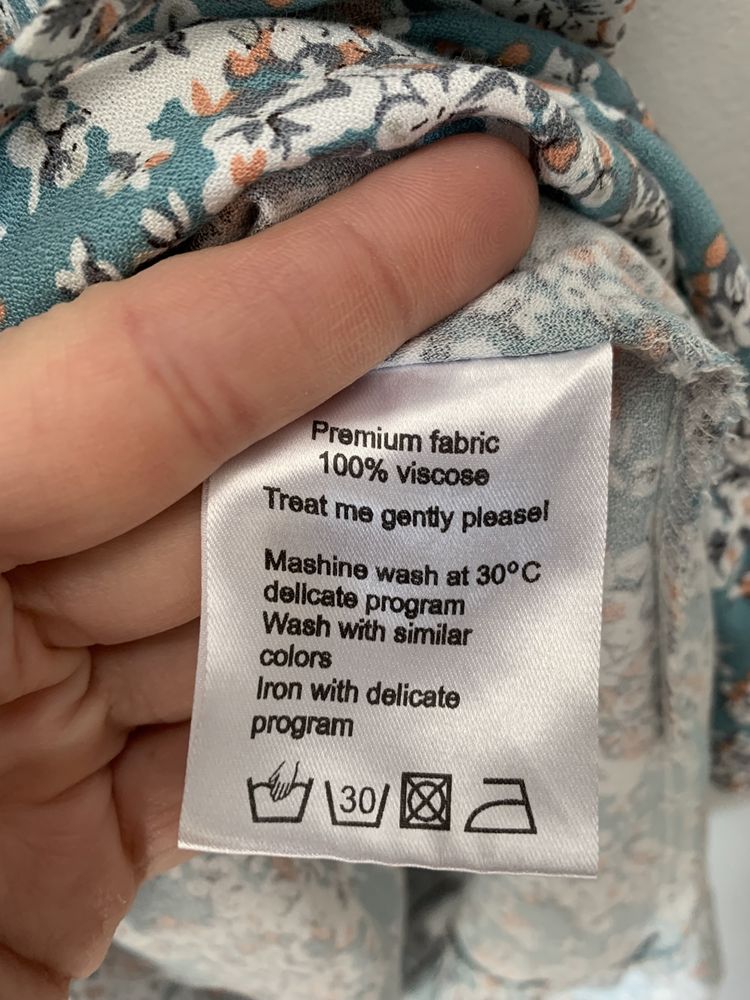 Premium fabric
100% viscose
Treat me gently please!
Mashine wash at 30°C
delicate program
Wash with similar
colors
Iron with delicate
program
30